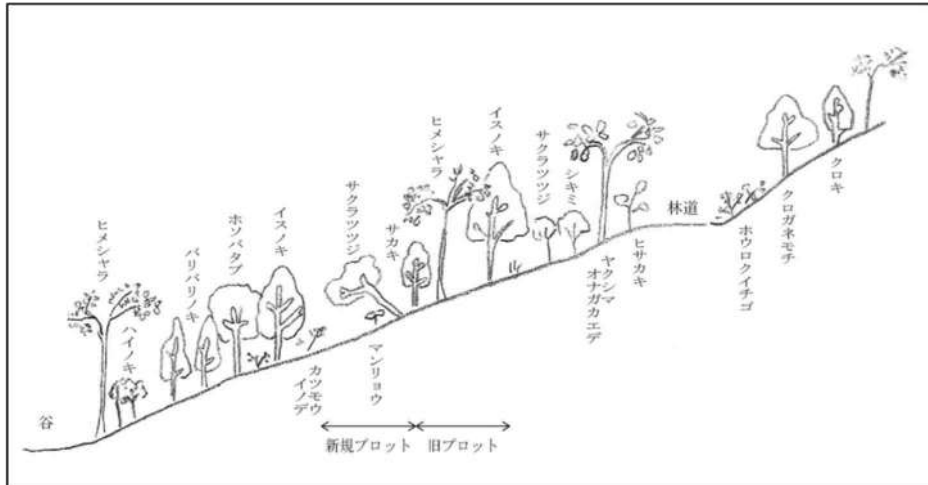 谷
ヒメシャラ
ハイノキ
バリバリノキ
ホソバタブ
イスノキ
カツモウ
イノデ
サクラツツジ
マンリョウ
サカキ
ヒメシャラ
イスノキ
サクラツツジ
シキミ
ヤクシマ
オナガカエデ
ヒサカキ
林道
ホウロクイチゴ
クロガネモチ
クロキ
新規プロット
旧プロット